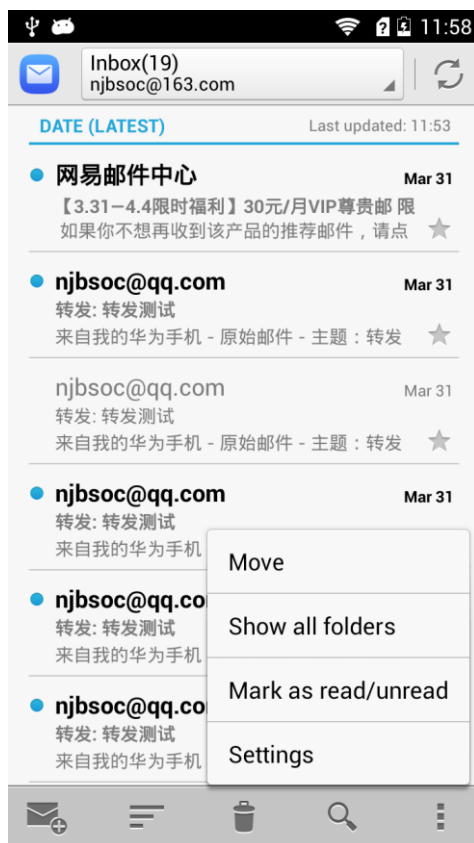 11:58
Inbox(19)
njbsoc@163.com
DATE (LATEST) Last updated: 11:53
网易邮件中心 Mar 31
【3.31—4.4限时福利】30元/月VIP尊贵邮 限
如果你不想再收到该产品的推荐邮件，请点
njbsoc@qq.com Mar 31
转发: 转发测试
来自我的华为手机 - 原始邮件 - 主题：转发
njbsoc@qq.com Mar 31
转发: 转发测试
来自我的华为手机 - 原始邮件 - 主题：转发
njbsoc@qq.com Mar 31
转发: 转发测试
来自我的华为手机
njbsoc@qq.co
转发: 转发测试
来自我的华为手机
njbsoc@qq.co
转发: 转发测试
来自我的华为手机
Move
Show all folders
Mark as read/unread
Settings